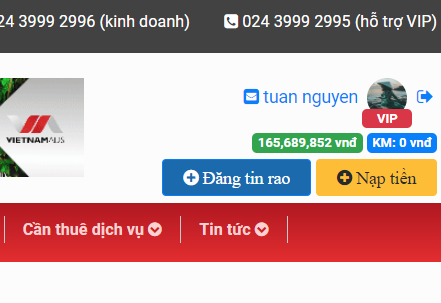 24 3999 2996 (kinh doanh) 024 3999 2995 (hỗ trợ VIP)
tuan nguyen
VIP
VIETNAMADS
165,689,852 vnđ KM: 0 vnđ
Đăng tin rao Nạp tiền
Cần thuê dịch vụ Tin tức